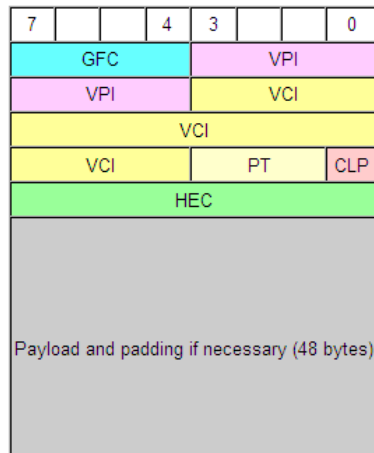 7 4 3 0
GFC VPI
VPI VCI
VCI
VCI PT CLP
HEC
Payload and padding if necessary (48 bytes)